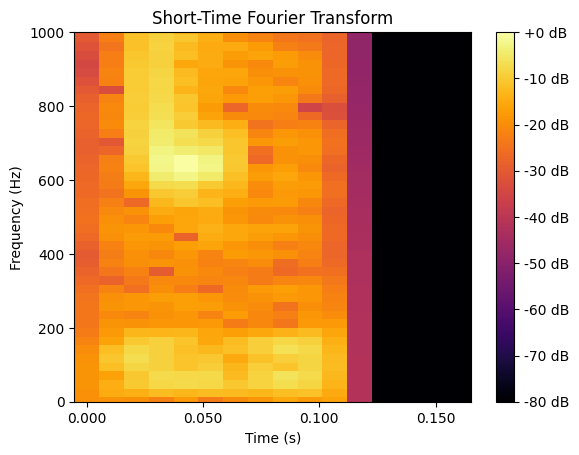 Short-Time Fourier Transform
1000
800
600
400
200
0
Frequency (Hz)
0.000
0.050
0.100
0.150
Time (s)
+0 dB
-10 dB
-20 dB
-30 dB
-40 dB
-50 dB
-60 dB
-70 dB
-80 dB